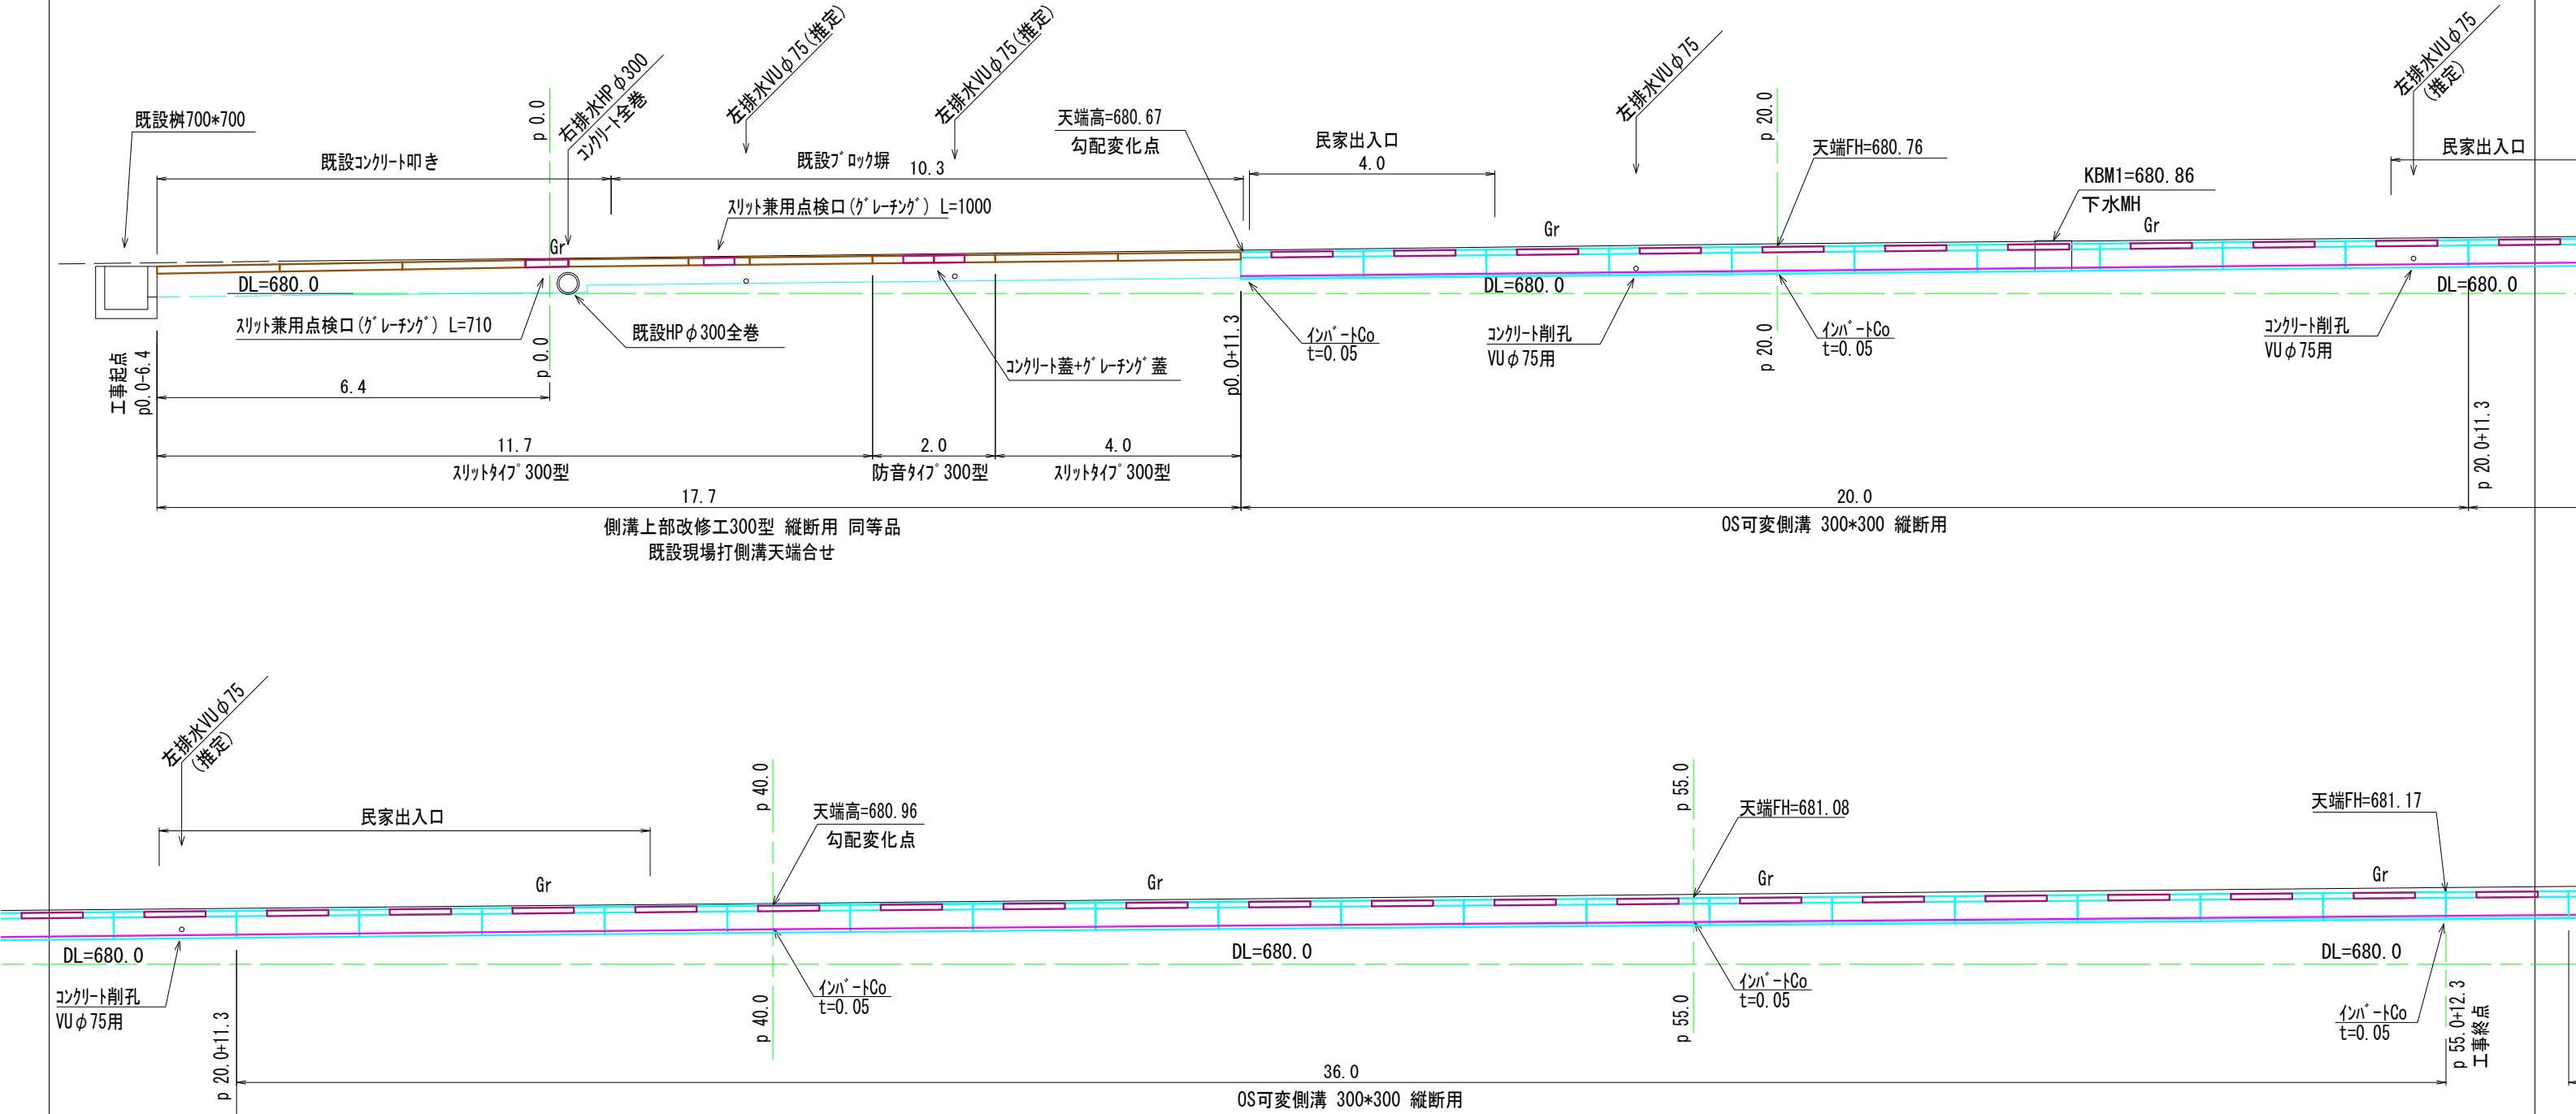 左排水VUφ75(推定)
左排水VUφ75(推定)
右排水HPφ300
コンクリート全巻
左排水VUφ75
左排水VUφ75
(推定)
既設桝700*700
p 0.0
天端高=680.67
勾配変化点
民家出入口
4.0
p 20.0
天端FH=680.76
民家出入口
既設コンクリート叩き
既設ブロック塀
10.3
KBM1=680.86
下水MH
スリット兼用点検口(グレーチング) L=1000
Gr
Gr
Gr
DL=680.0
DL=680.0
DL=680.0
スリット兼用点検口(グレーチング) L=710
既設HPφ300全巻
コンクリート蓋+グレーチング蓋
インバートCo
t=0.05
コンクリート削孔
VUφ75用
インバートCo
t=0.05
コンクリート削孔
VUφ75用
工事起点
p0.0-6.4
p 0.0
p0.0+11.3
p 20.0
p 20.0+11.3
6.4
11.7
2.0
4.0
スリットタイプ300型
防音タイプ300型
スリットタイプ300型
17.7
20.0
側溝上部改修工300型 縦断用 同等品
既設現場打側溝天端合せ
OS可変側溝 300*300 縦断用
左排水VUφ75
(推定)
民家出入口
p 40.0
天端高=680.96
勾配変化点
p 55.0
天端FH=681.08
天端FH=681.17
Gr
Gr
Gr
Gr
DL=680.0
DL=680.0
DL=680.0
コンクリート削孔
VUφ75用
インバートCo
t=0.05
インバートCo
t=0.05
インバートCo
t=0.05
p 20.0+11.3
p 40.0
p 55.0
p 55.0+12.3
工事終点
36.0
OS可変側溝 300*300 縦断用